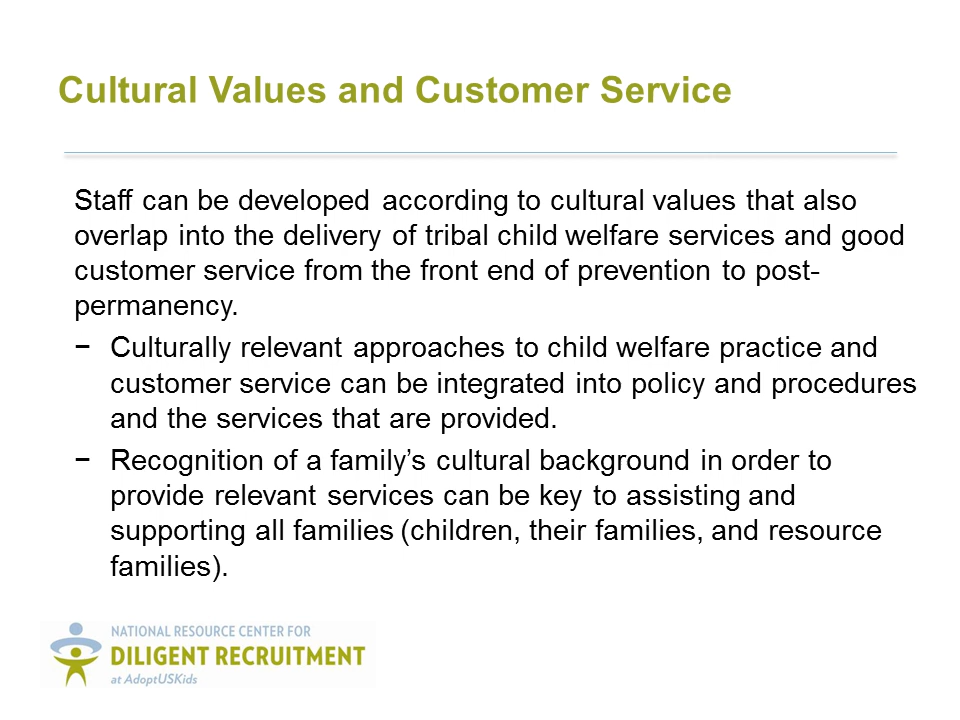 Cultural Values and Customer Service
Staff can be developed according to cultural values that also
overlap into the delivery of tribal child welfare services and good
customer service from the front end of prevention to post-
permanency.
− Culturally relevant approaches to child welfare practice and
customer service can be integrated into policy and procedures
and the services that are provided.
− Recognition of a family’s cultural background in order to
provide relevant services can be key to assisting and
supporting all families (children, their families, and resource
families).
NATIONAL RESOURCE CENTER FOR
DILIGENT RECRUITMENT
at AdoptUSKids